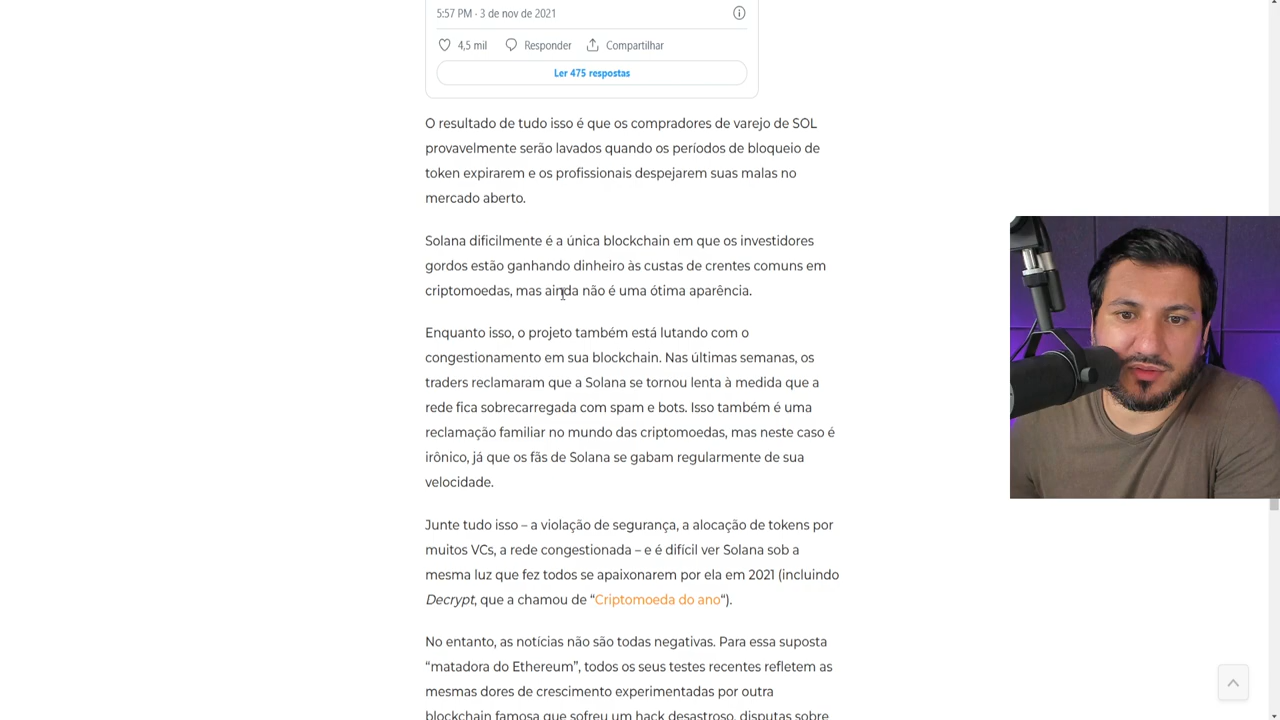 5:57 PM · 3 de nov de 2021
4,5 mil Responder Compartilhar
Ler 475 respostas
O resultado de tudo isso é que os compradores de varejo de SOL
provavelmente serão lavados quando os períodos de bloqueio de
token expirarem e os profissionais despejarem suas malas no
mercado aberto.
Solana dificilmente é a única blockchain em que os investidores
gordos estão ganhando dinheiro às custas de crentes comuns em
criptomoedas, mas ainda não é uma ótima aparência.
Enquanto isso, o projeto também está lutando com o
congestionamento em sua blockchain. Nas últimas semanas, os
traders reclamaram que a Solana se tornou lenta à medida que a
rede fica sobrecarregada com spam e bots. Isso também é uma
reclamação familiar no mundo das criptomoedas, mas neste caso é
irônico, já que os fãs de Solana se gabam regularmente de sua
velocidade.
Junte tudo isso – a violação de segurança, a alocação de tokens por
muitos VCs, a rede congestionada – e é difícil ver Solana sob a
mesma luz que fez todos se apaixonarem por ela em 2021 (incluindo
Decrypt, que a chamou de “Criptomoeda do ano“).
No entanto, as notícias não são todas negativas. Para essa suposta
“matadora do Ethereum”, todos os seus testes recentes refletem as
mesmas dores de crescimento experimentadas por outra
blockchain famosa que sofreu um hack desastroso, disputas sobre